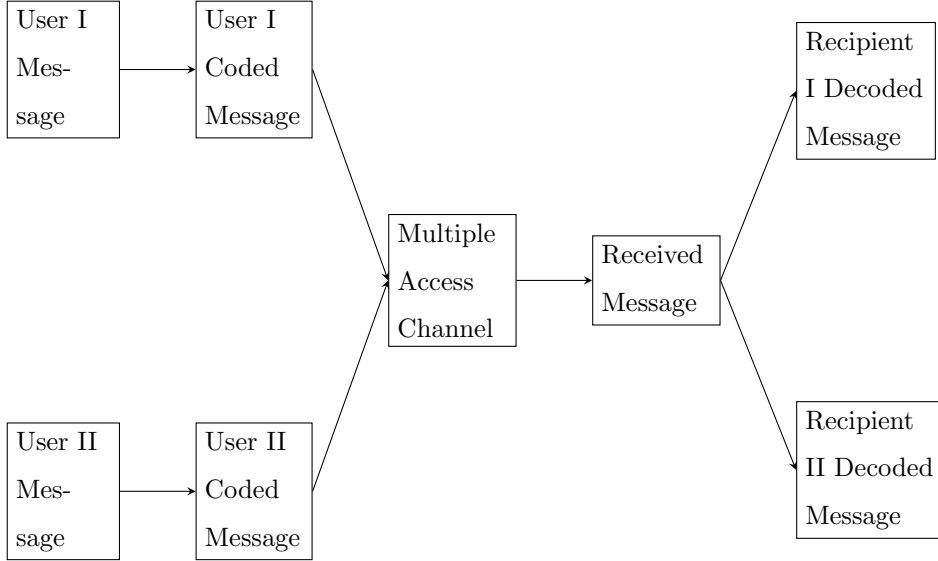 User I
Mes-
sage
User I
Coded
Message
Recipient
I Decoded
Message
Multiple
Access
Channel
Received
Message
User II
Mes-
sage
User II
Coded
Message
Recipient
II Decoded
Message